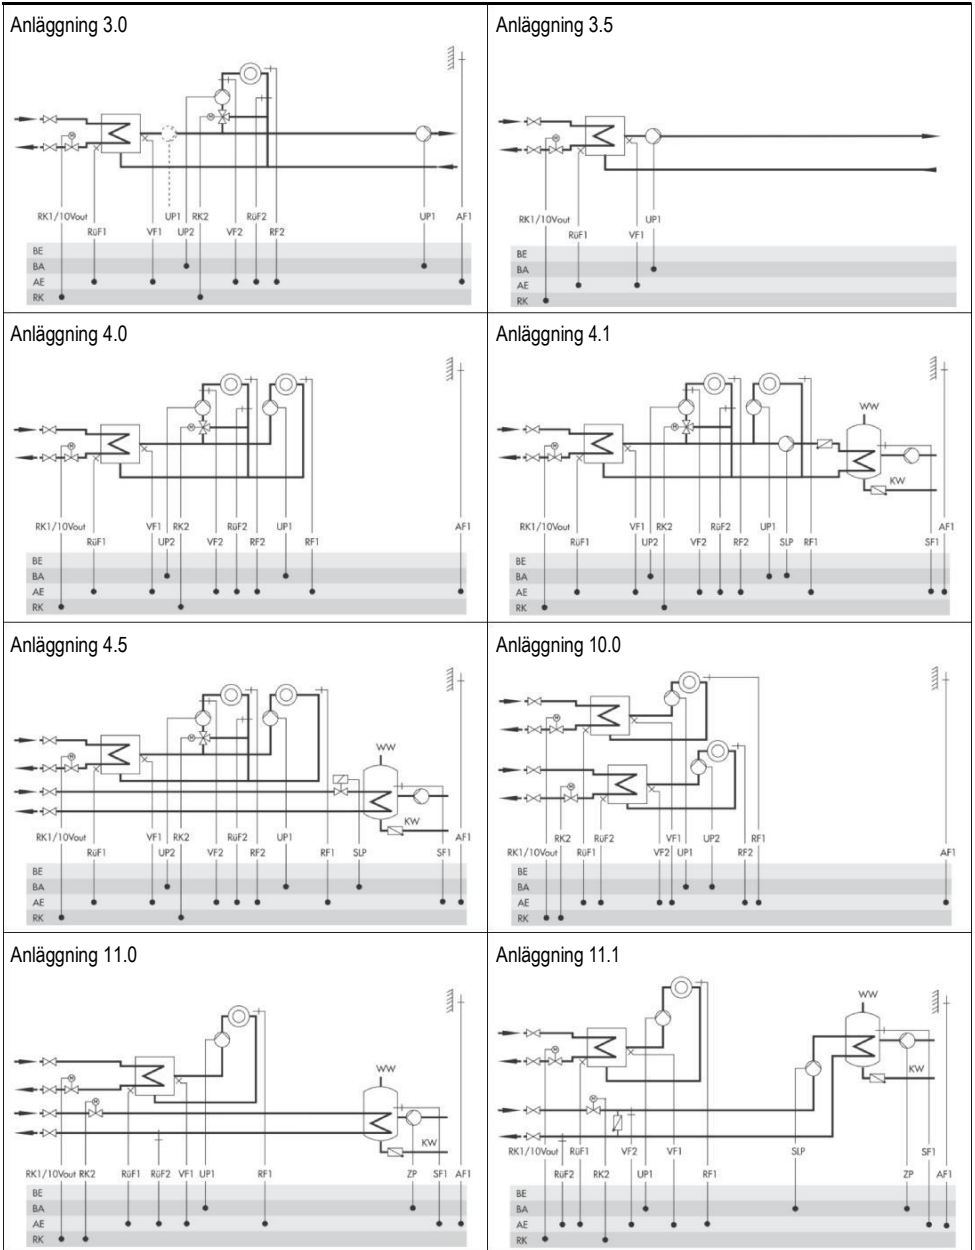 Anläggning 3.0
M
M
RK1/10Vout
UP1
RK2
RüF2
UP1
AF1
RüF1
VF1
UP2
VF2
RF2
BE
BA
AE
RK
Anläggning 3.5
M
RK1/10Vout
UP1
RüF1
VF1
BE
BA
AE
RK
Anläggning 4.0
M
M
RK1/10Vout
VF1
RK2
RüF2
UP1
AF1
RüF1
UP2
VF2
RF2
RF1
BE
BA
AE
RK
Anläggning 4.1
WW
M
M
KW
RK1/10Vout
VF1
RK2
RüF2
UP1
AF1
RüF1
UP2
VF2
RF2
SLP
RF1
SF1
BE
BA
AE
RK
Anläggning 4.5
M
WW
M
KW
RK1/10Vout
VF1
RK2
RüF2
UP1
AF1
RüF1
UP2
VF2
RF2
RF1
SLP
SF1
BE
BA
AE
RK
Anläggning 10.0
M
M
RK2
RüF2
VF1
UP2
RF1
RK1/10Vout
RüF1
VF2
UP1
RF2
AF1
BE
BA
AE
RK
Anläggning 11.0
WW
M
M
KW
RK1/10Vout
RK2
RüF1
RüF2
VF1
UP1
RF1
ZP
SF1
AF1
BE
BA
AE
RK
Anläggning 11.1
WW
M
KW
M
RK1/10Vout
RüF1
VF2
VF1
SLP
SF1
RüF2
RK2
UP1
RF1
ZP
AF1
BE
BA
AE
RK